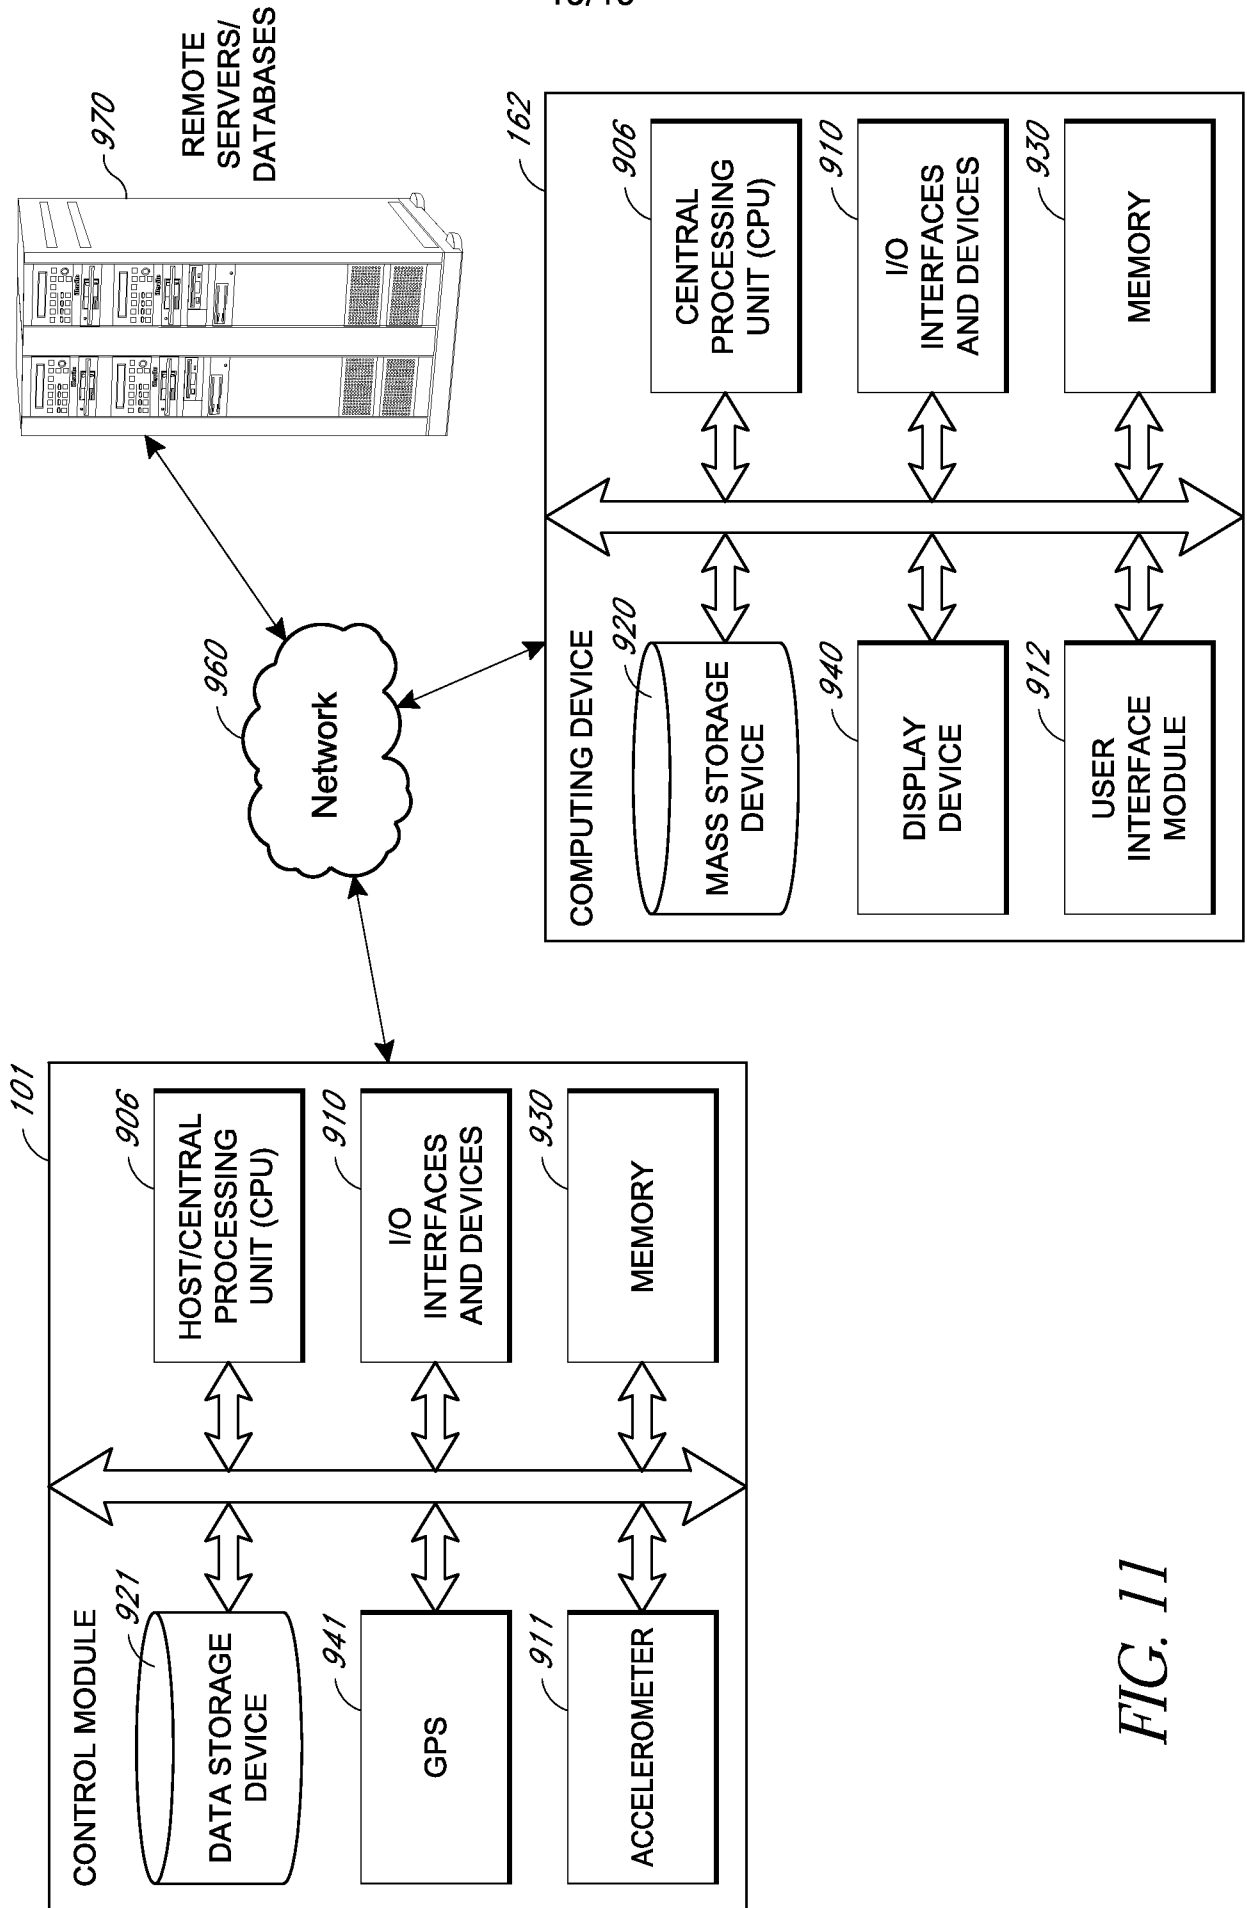 CONTROL MODULE
101
921
DATA STORAGE
DEVICE
906
HOST/CENTRAL
PROCESSING
UNIT (CPU)
941
GPS
910
I/O
INTERFACES
AND DEVICES
911
ACCELEROMETER
930
MEMORY
960
Network
970
REMOTE
SERVERS/
DATABASES
COMPUTING DEVICE
162
920
MASS STORAGE
DEVICE
906
CENTRAL
PROCESSING
UNIT (CPU)
940
DISPLAY
DEVICE
910
I/O
INTERFACES
AND DEVICES
912
USER
INTERFACE
MODULE
930
MEMORY
FIG. 11